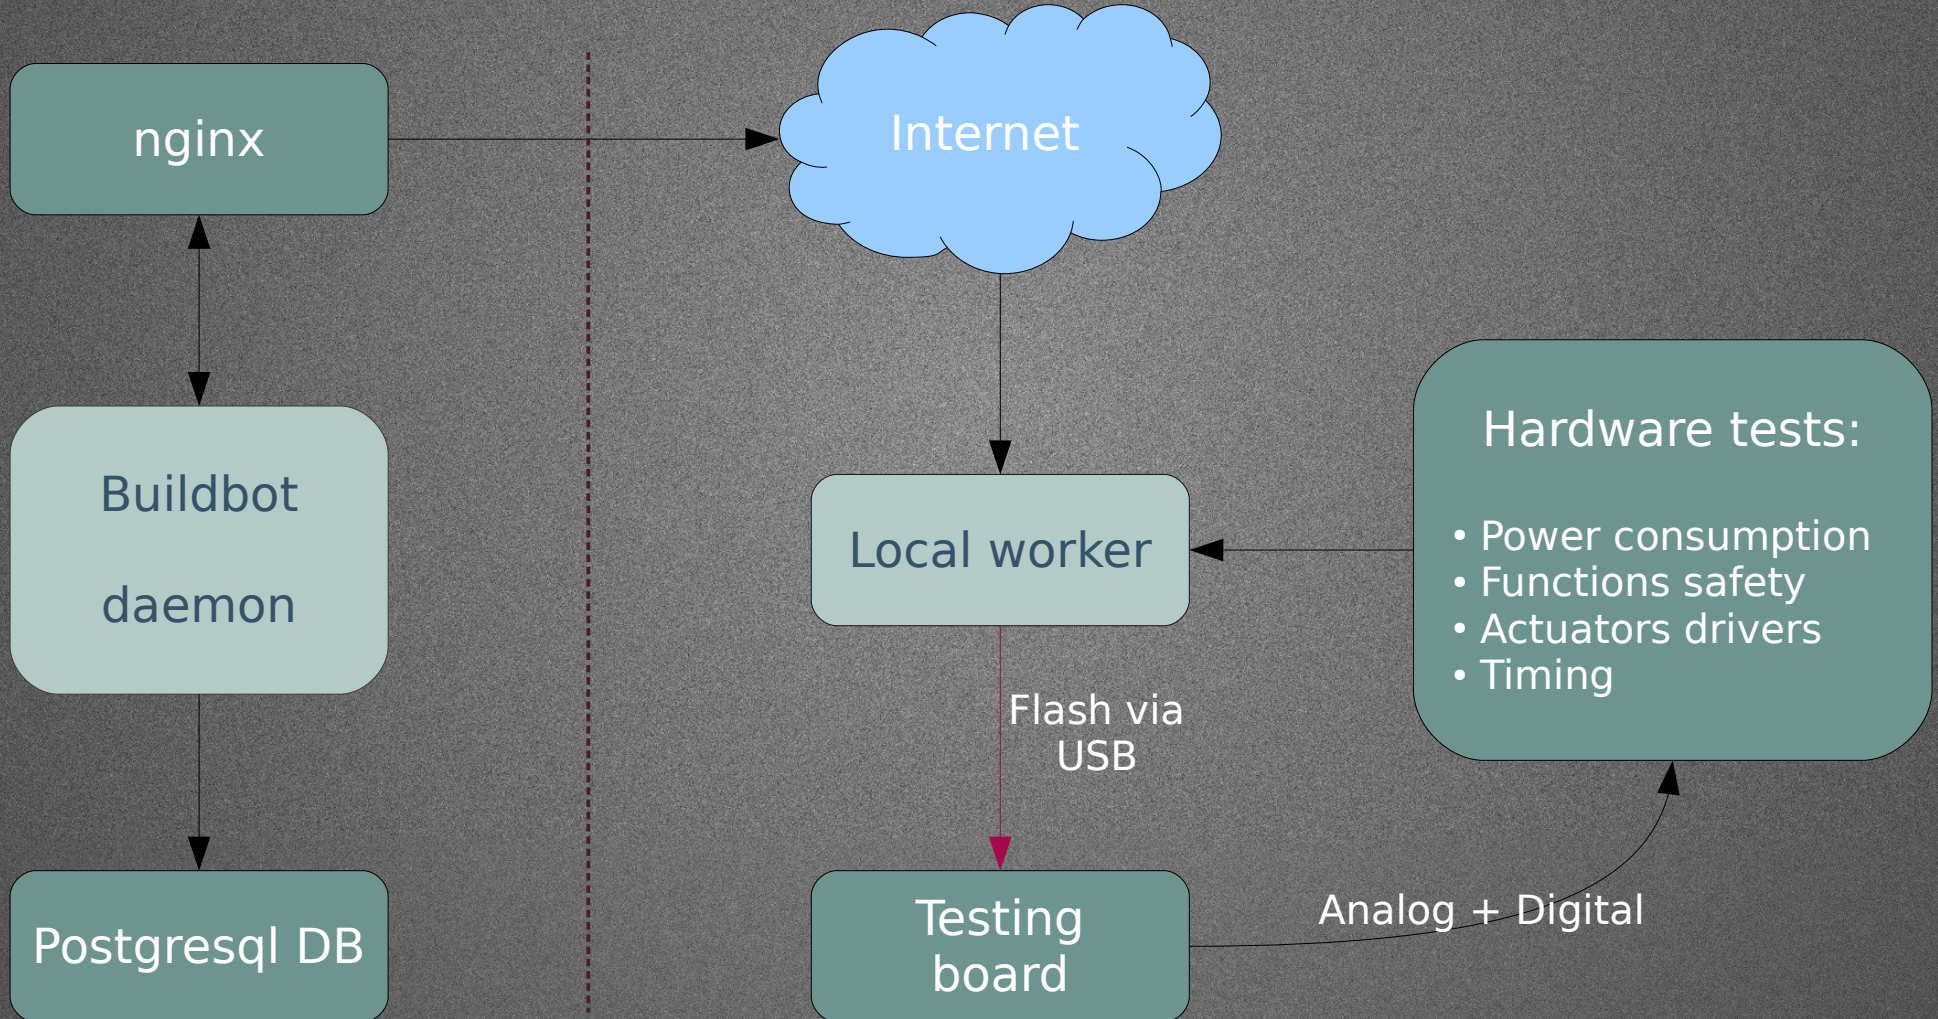 nginx
Internet
Buildbot
daemon
Postgresql DB
Local worker
Flash via
USB
Testing
board
Analog + Digital
Hardware tests:
• Power consumption
• Functions safety
• Actuators drivers
• Timing